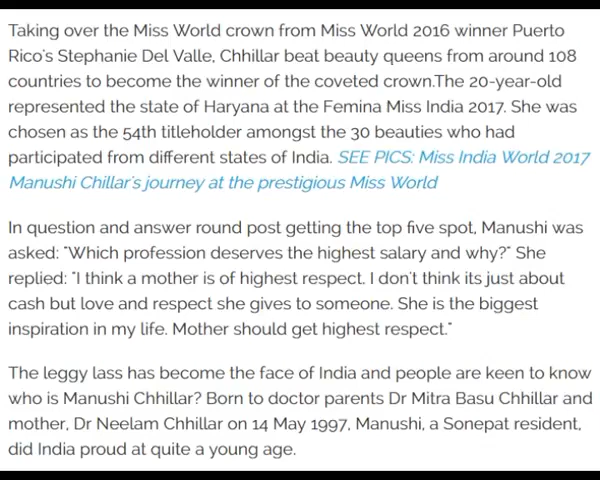 Taking over the Miss World crown from Miss World 2016 winner Puerto
Rico's Stephanie Del Valle, Chhillar beat beauty queens from around 108
countries to become the winner of the coveted crown.The 20-year-old
represented the state of Haryana at the Femina Miss India 2017. She was
chosen as the 54th titleholder amongst the 30 beauties who had
participated from different states of India. SEE PICS: Miss India World 2017
Manushi Chillar's journey at the prestigious Miss World
In question and answer round post getting the top five spot, Manushi was
asked: "Which profession deserves the highest salary and why?" She
replied: "I think a mother is of highest respect. I don't think its just about
cash but love and respect she gives to someone. She is the biggest
inspiration in my life. Mother should get highest respect."
The leggy lass has become the face of India and people are keen to know
who is Manushi Chhillar? Born to doctor parents Dr Mitra Basu Chhillar and
mother, Dr Neelam Chhillar on 14 May 1997, Manushi, a Sonepat resident,
did India proud at quite a young age.